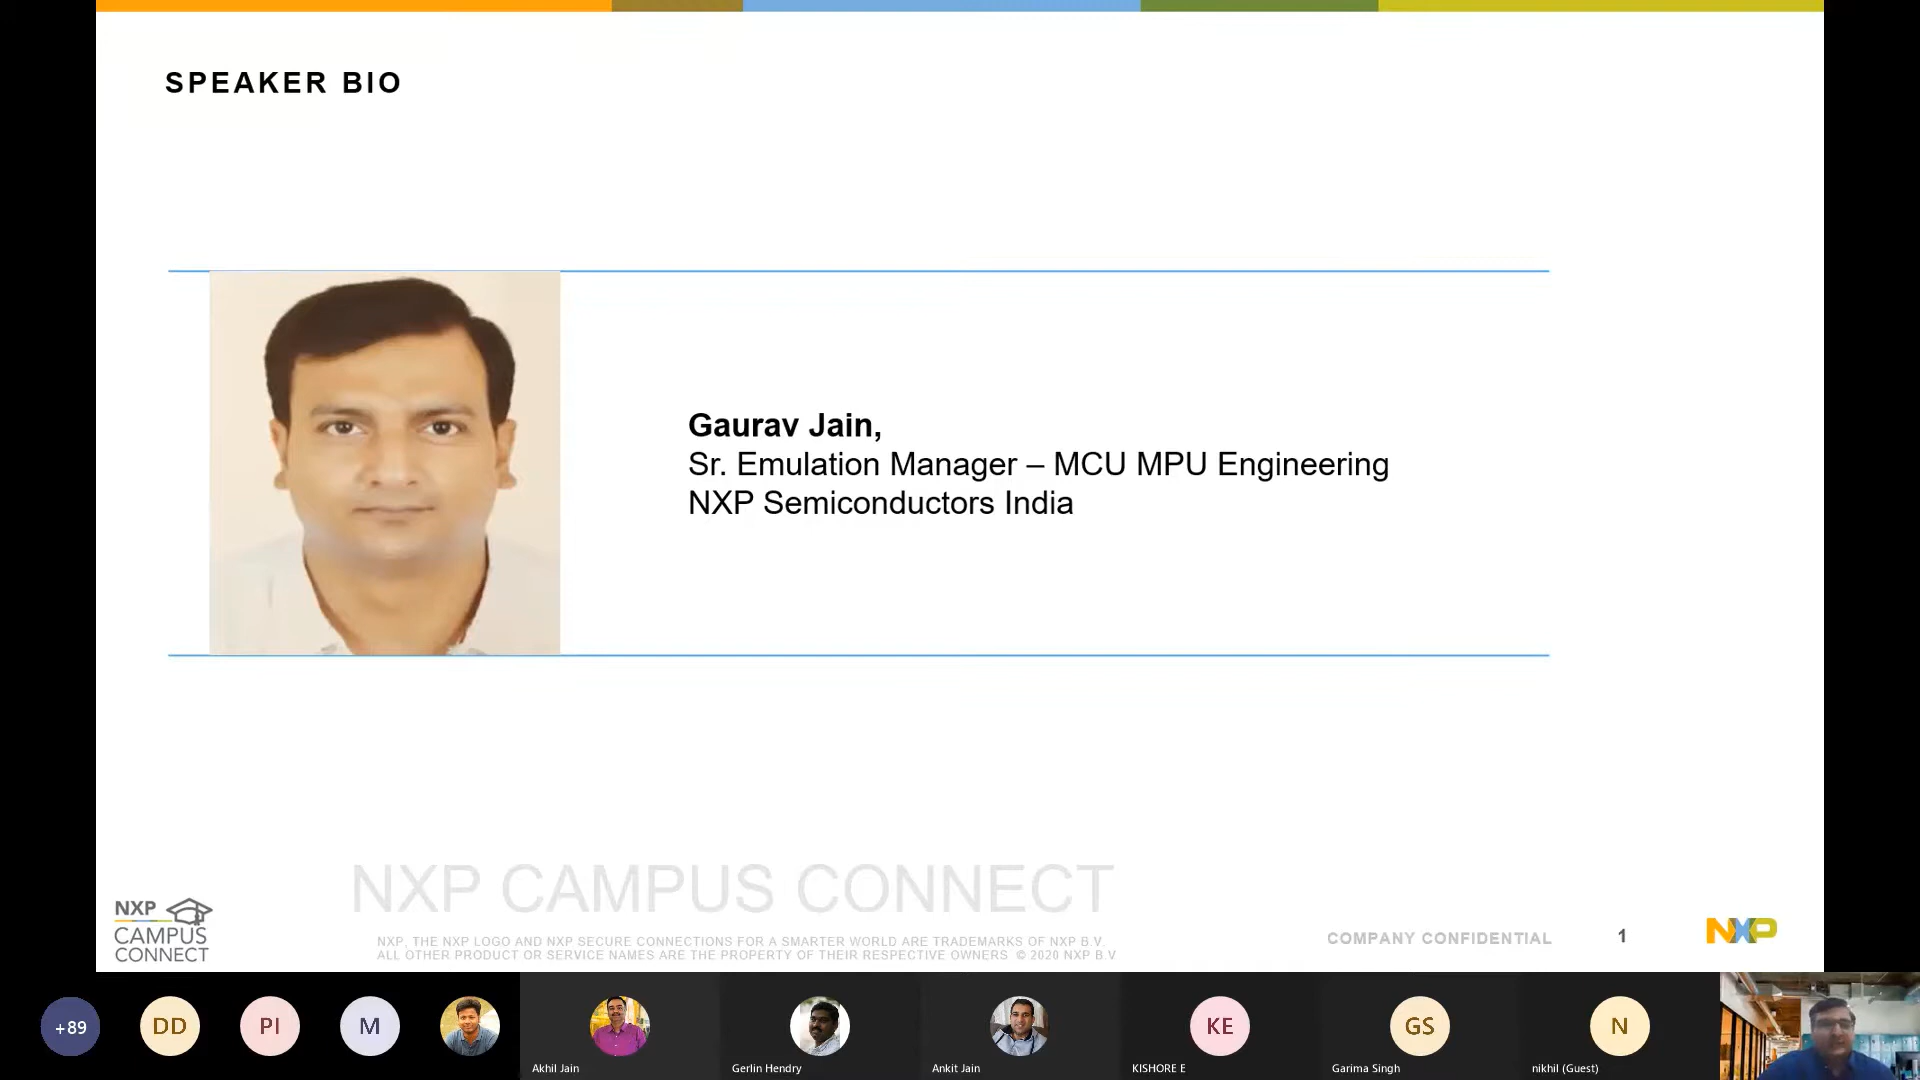 SPEAKER BIO
Gaurav Jain,
Sr. Emulation Manager – MCU MPU Engineering
NXP Semiconductors India
NXP CAMPUS CONNECT
NXP
CAMPUS
CONNECT
NXP, THE NXP LOGO AND NXP SECURE CONNECTIONS FOR A SMARTER WORLD ARE TRADEMARKS OF NXP B.V.
ALL OTHER PRODUCT OR SERVICE NAMES ARE THE PROPERTY OF THEIR RESPECTIVE OWNERS © 2020 NXP B.V
COMPANY CONFIDENTIAL
1
NXP
+89
DD
PI
M
Akhil Jain
Gerlin Hendry
Ankit Jain
KE
KISHORE E
GS
Garima Singh
N
nikhil (Guest)